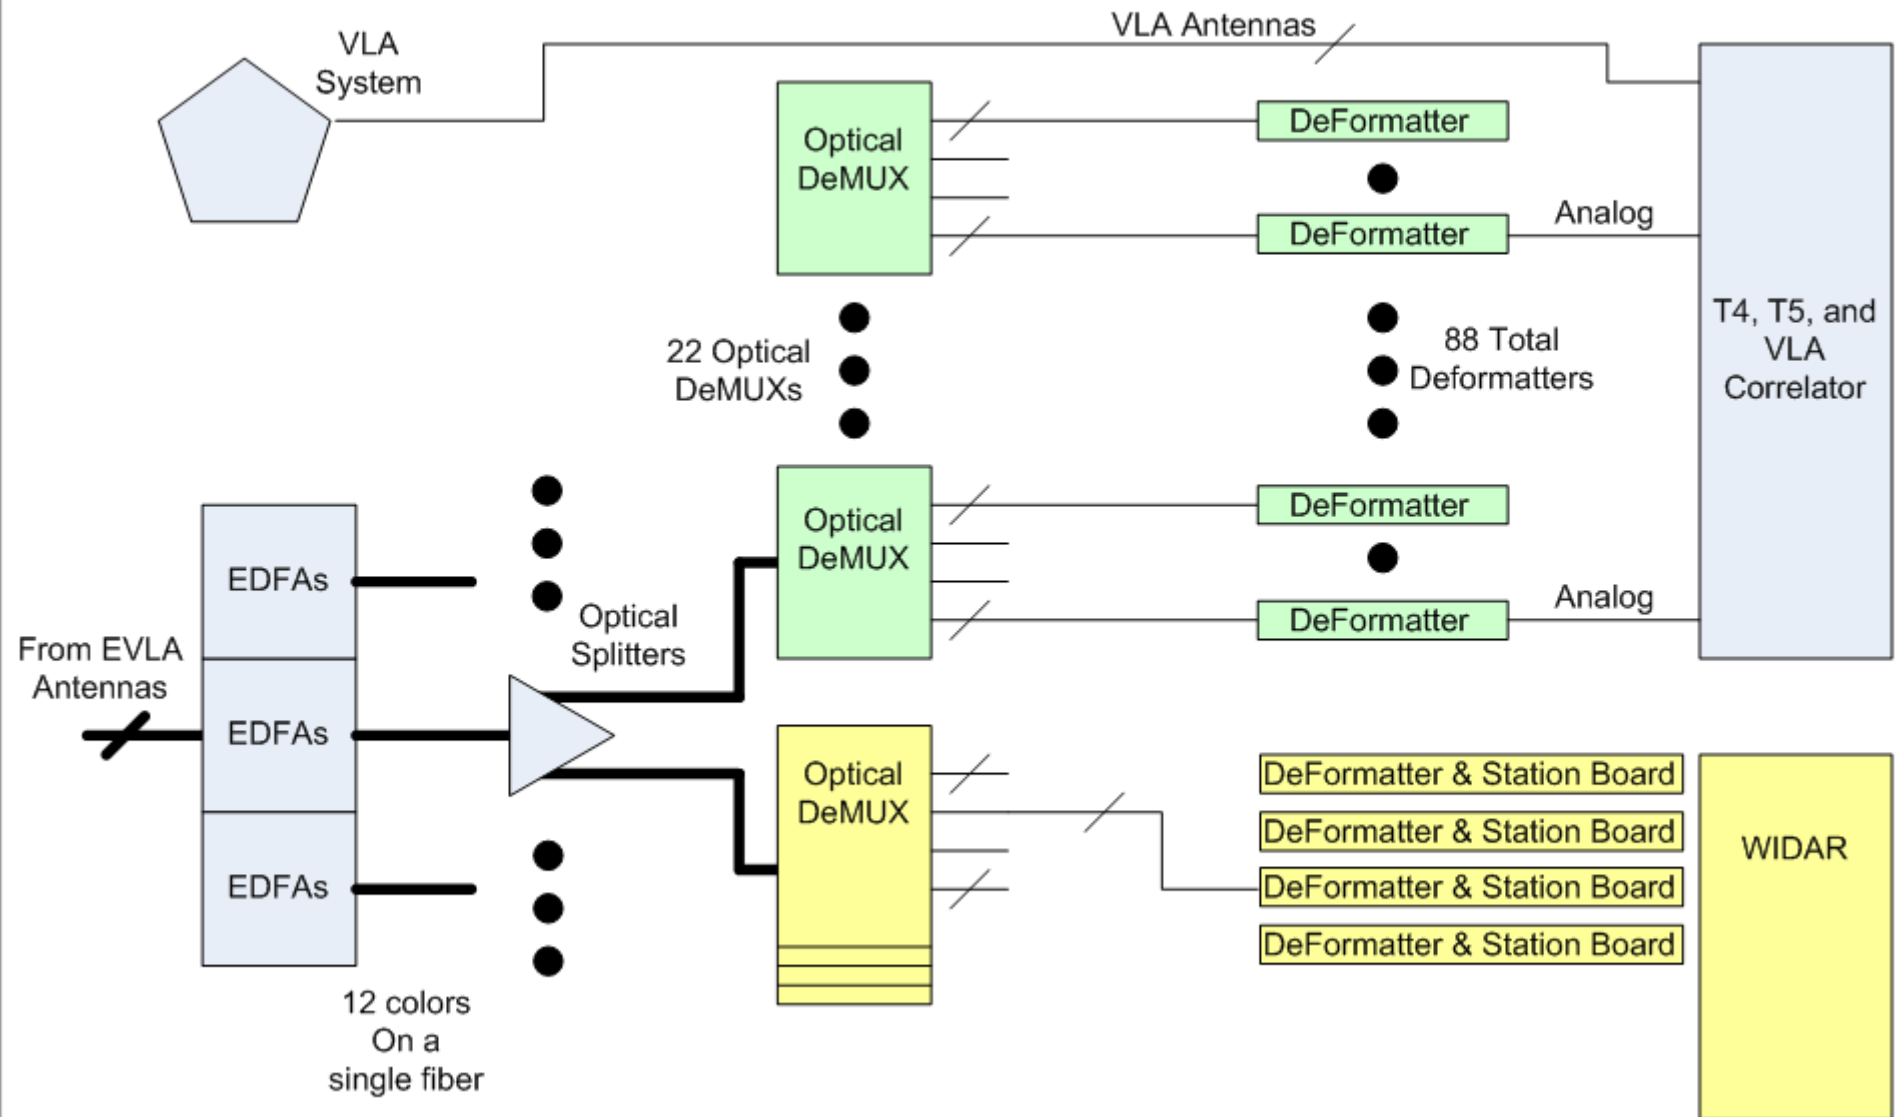 VLA
System
VLA Antennas
Optical
DeMUX
DeFormatter
DeFormatter
Analog
T4, T5, and
VLA
Correlator
22 Optical
DeMUXs
88 Total
Deformatters
Optical
DeMUX
DeFormatter
DeFormatter
Analog
EDFAs
Optical
Splitters
From EVLA
Antennas
EDFAs
EDFAs
12 colors
On a
single fiber
Optical
DeMUX
DeFormatter & Station Board
DeFormatter & Station Board
DeFormatter & Station Board
DeFormatter & Station Board
WIDAR